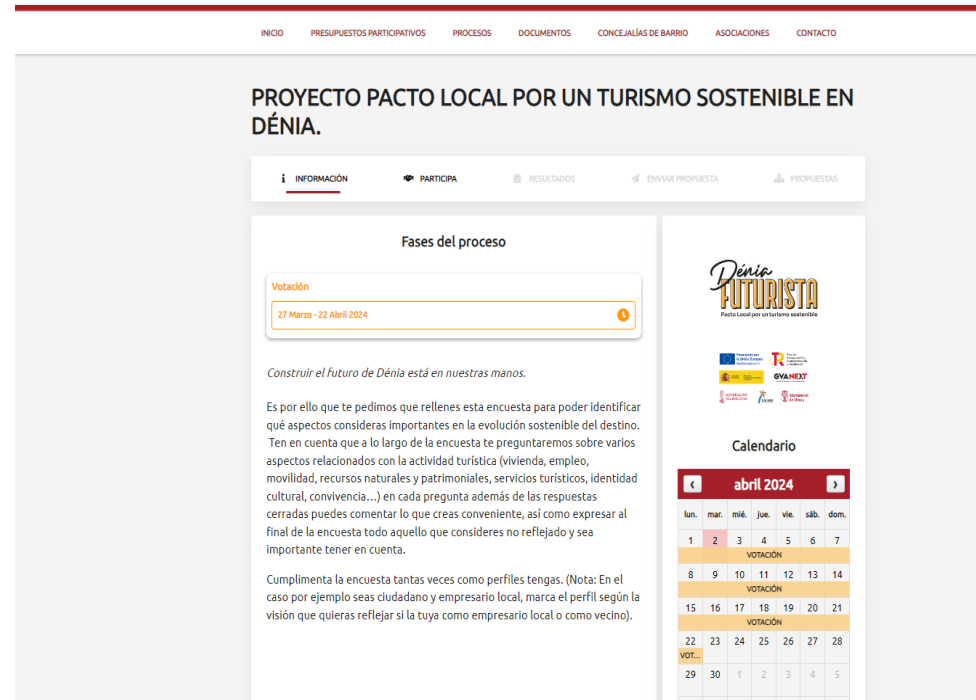 INICIO PRESUPUESTOS PARTICIPATIVOS PROCESOS DOCUMENTOS CONCEJALÍAS DE BARRIO ASOCIACIONES CONTACTO
PROYECTO PACTO LOCAL POR UN TURISMO SOSTENIBLE EN
DÉNIA.
INFORMACIÓN PARTICIPA RESULTADOS ENVIAR PROPUESTA PROPUESTAS
Fases del proceso
Votación
27 Marzo - 22 Abril 2024
Construir el futuro de Dénia está en nuestras manos.
Es por ello que te pedimos que rellenes esta encuesta para poder identificar
qué aspectos consideras importantes en la evolución sostenible del destino.
Ten en cuenta que a lo largo de la encuesta te preguntaremos sobre varios
aspectos relacionados con la actividad turística (vivienda, empleo,
movilidad, recursos naturales y patrimoniales, servicios turísticos, identidad
cultural, convivencia...) en cada pregunta además de las respuestas
cerradas puedes comentar lo que creas conveniente, así como expresar al
final de la encuesta todo aquello que consideres no reflejado y sea
importante tener en cuenta.
Cumplimenta la encuesta tantas veces como perfiles tengas. (Nota: En el
caso por ejemplo seas ciudadano y empresario local, marca el perfil según la
visión que quieras reflejar si la tuya como empresario local o como vecino).
Dénia
FUTURISTA
Pacto Local por un turismo sostenible
GVANEXT
Calendario
abril 2024
lun. mar. mié. jue. vie. sáb. dom.
1 2 3 4 5 6 7
VOTACIÓN
8 9 10 11 12 13 14
VOTACIÓN
15 16 17 18 19 20 21
VOTACIÓN
22 23 24 25 26 27 28
VOT...
29 30 1 2 3 4 5